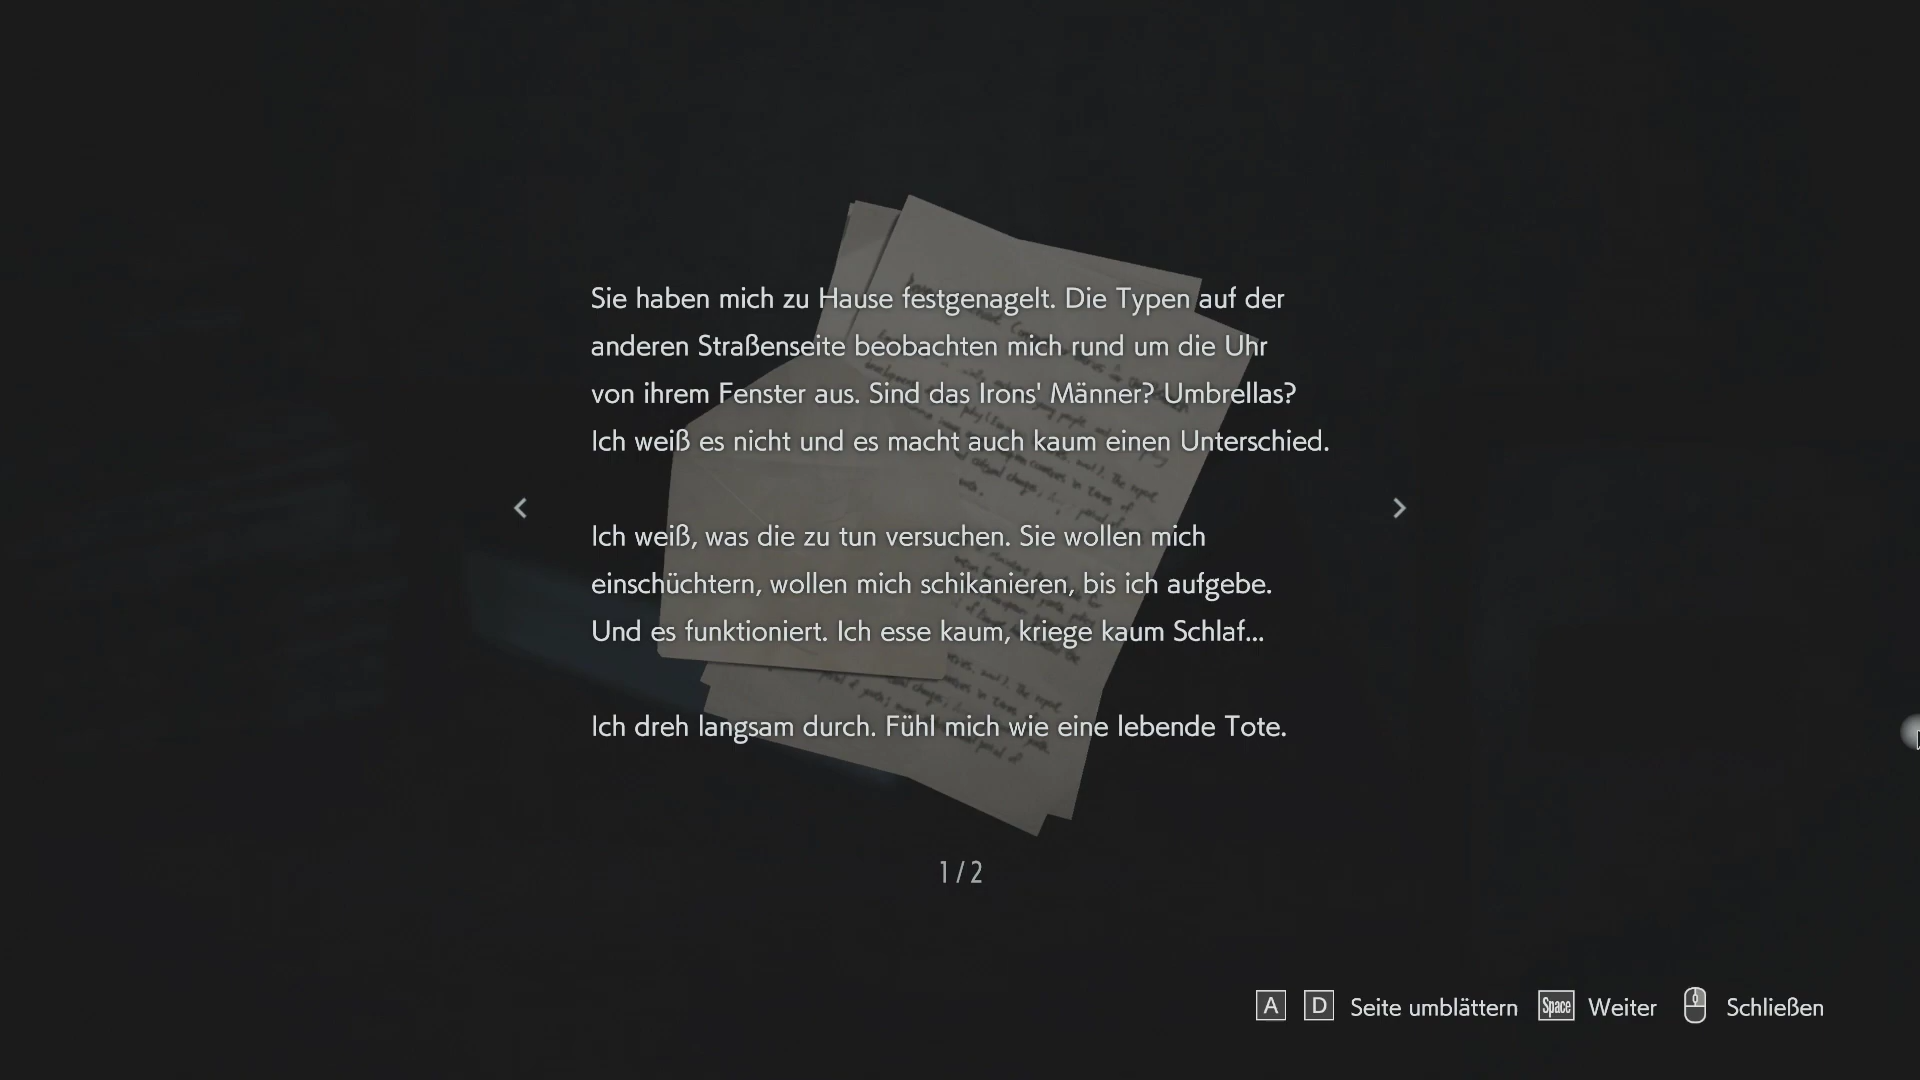 Sie haben mich zu Hause festgenagelt. Die Typen auf der
anderen Straßenseite beobachten mich rund um die Uhr
von ihrem Fenster aus. Sind das Irons' Männer? Umbrellas?
Ich weiß es nicht und es macht auch kaum einen Unterschied.
Ich weiß, was die zu tun versuchen. Sie wollen mich
einschüchtern, wollen mich schikanieren, bis ich aufgebe.
Und es funktioniert. Ich esse kaum, kriege kaum Schlaf...
Ich dreh langsam durch. Fühl mich wie eine lebende Tote.
1 / 2
A D Seite umblättern Space Weiter Schließen